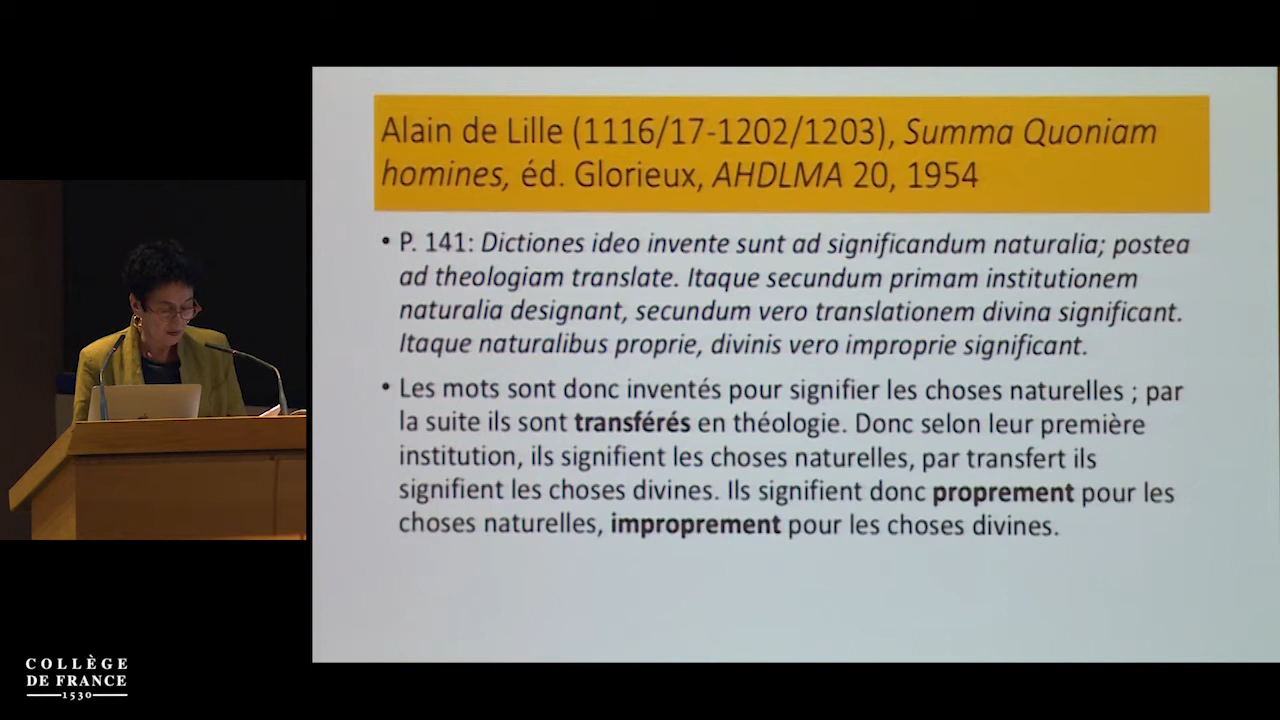 Alain de Lille (1116/17-1202/1203), Summa Quoniam
homines, éd. Glorieux, AHDLMA 20, 1954
• P. 141: Dictiones ideo invente sunt ad significandum naturalia; postea
ad theologiam translate. Itaque secundum primam institutionem
naturalia designant, secundum vero translationem divina significant.
Itaque naturalibus proprie, divinis vero improprie significant.
• Les mots sont donc inventés pour signifier les choses naturelles ; par
la suite ils sont transférés en théologie. Donc selon leur première
institution, ils signifient les choses naturelles, par transfert ils
signifient les choses divines. Ils signifient donc proprement pour les
choses naturelles, improprement pour les choses divines.
COLLÈGE
DE FRANCE
1530